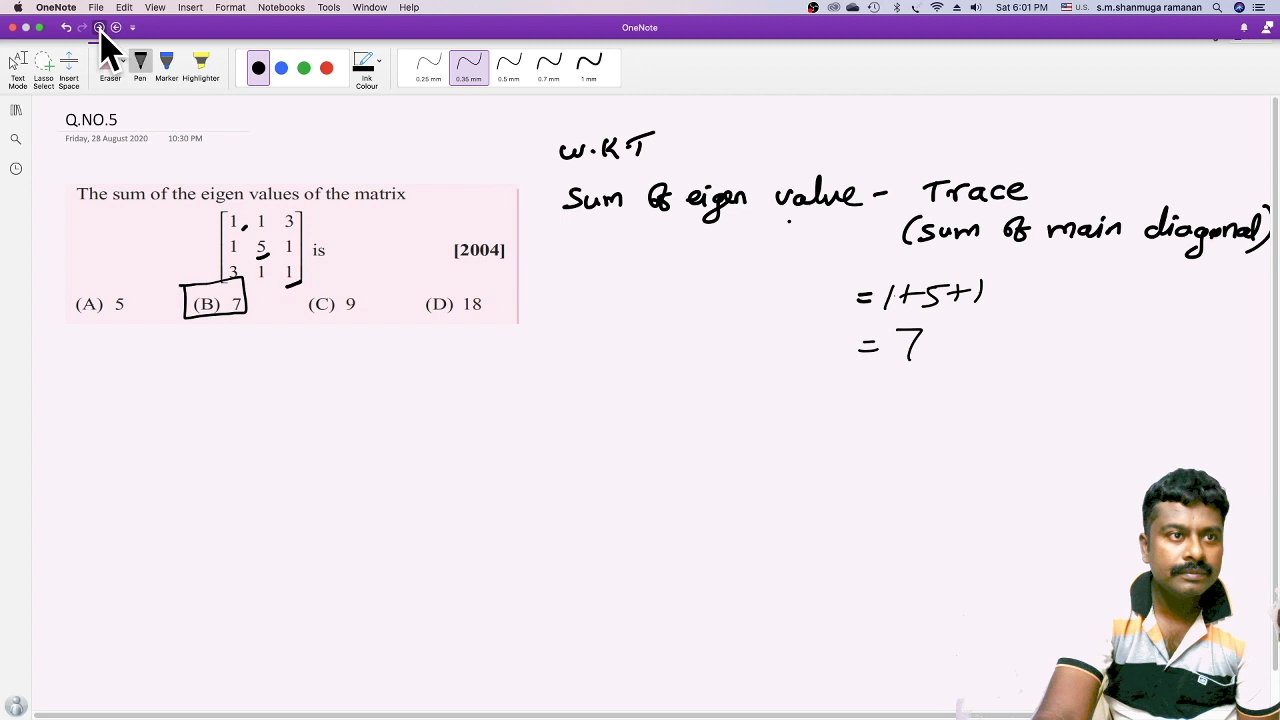 OneNote File Edit View Insert Format Notebooks Tools Window Help Sat 6:01 PM U.S. s.m.shanmuga ramanan
OneNote
Text Mode
Lasso Select
Insert Space
Eraser
Pen
Marker
Highlighter
Ink Colour
0.25 mm 0.35 mm 0.5 mm 0.7 mm 1 mm
Q.NO.5
Friday, 28 August 2020 10:30 PM
The sum of the eigen values of the matrix
1 1 3
1 5 1 is [2004]
3 1 1
(A) 5 (B) 7 (C) 9 (D) 18
W.K.T
Sum of eigen value - Trace
(sum of main diagonal)
= 1+5+1
= 7